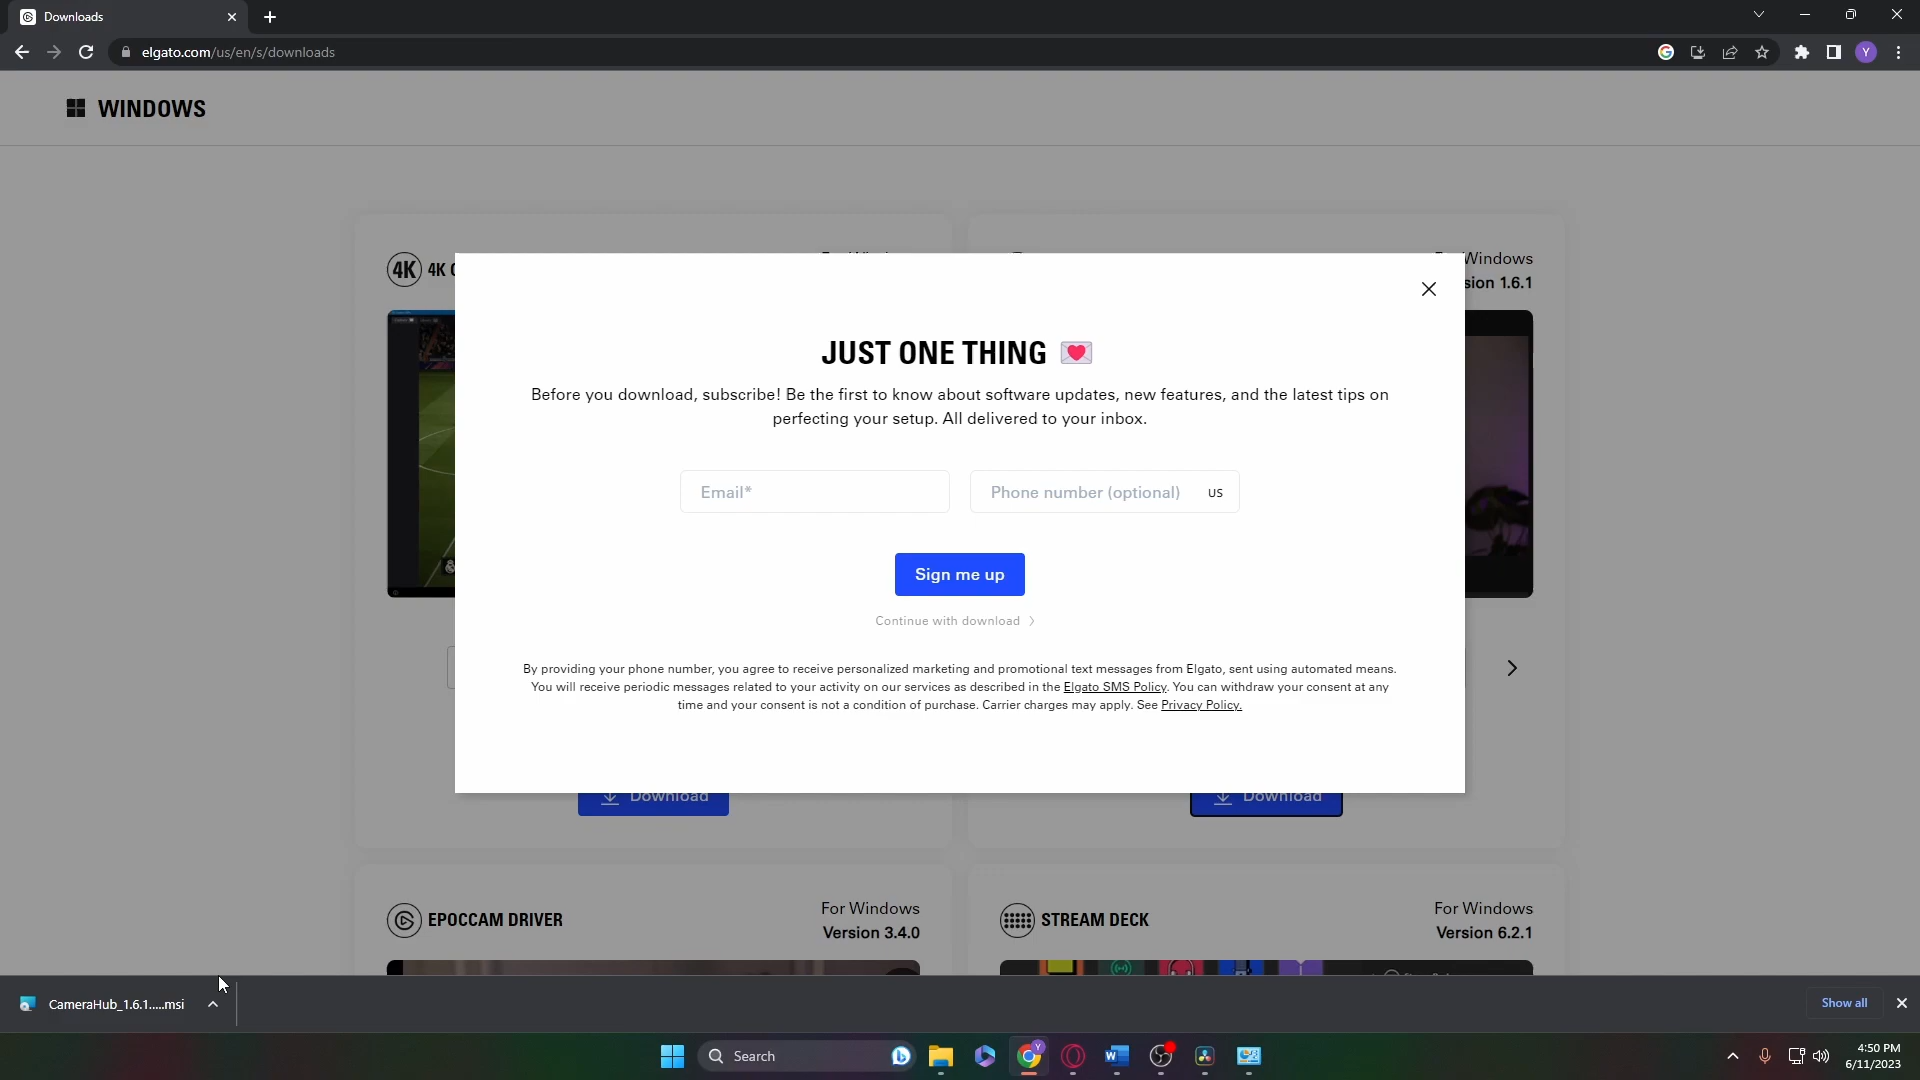 Downloads
elgato.com/us/en/s/downloads
Y
WINDOWS
4K 4K
Windows
sion 1.6.1
JUST ONE THING 💌
Before you download, subscribe! Be the first to know about software updates, new features, and the latest tips on
perfecting your setup. All delivered to your inbox.
Email*
Phone number (optional) US
Sign me up
Continue with download >
By providing your phone number, you agree to receive personalized marketing and promotional text messages from Elgato, sent using automated means.
You will receive periodic messages related to your activity on our services as described in the Elgato SMS Policy. You can withdraw your consent at any
time and your consent is not a condition of purchase. Carrier charges may apply. See Privacy Policy.
Download
Download
EPOCCAM DRIVER
For Windows
Version 3.4.0
STREAM DECK
For Windows
Version 6.2.1
CameraHub_1.6.1.....msi
Show all
Search
4:50 PM
6/11/2023